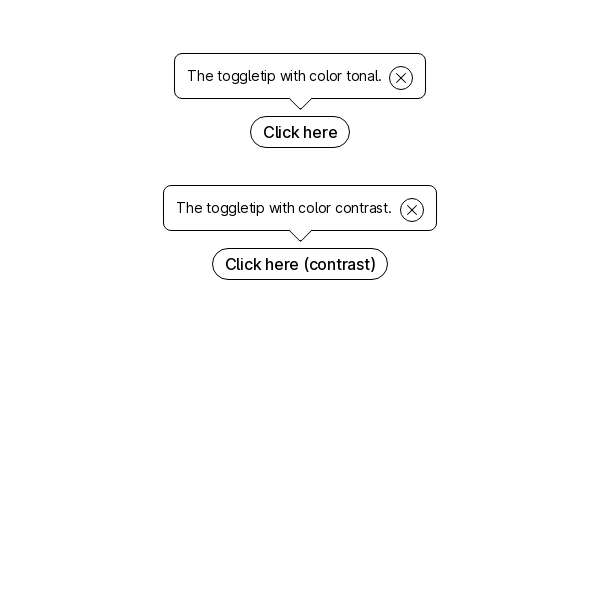 The toggletip with color tonal.
Click here
The toggletip with color contrast.
Click here (contrast)